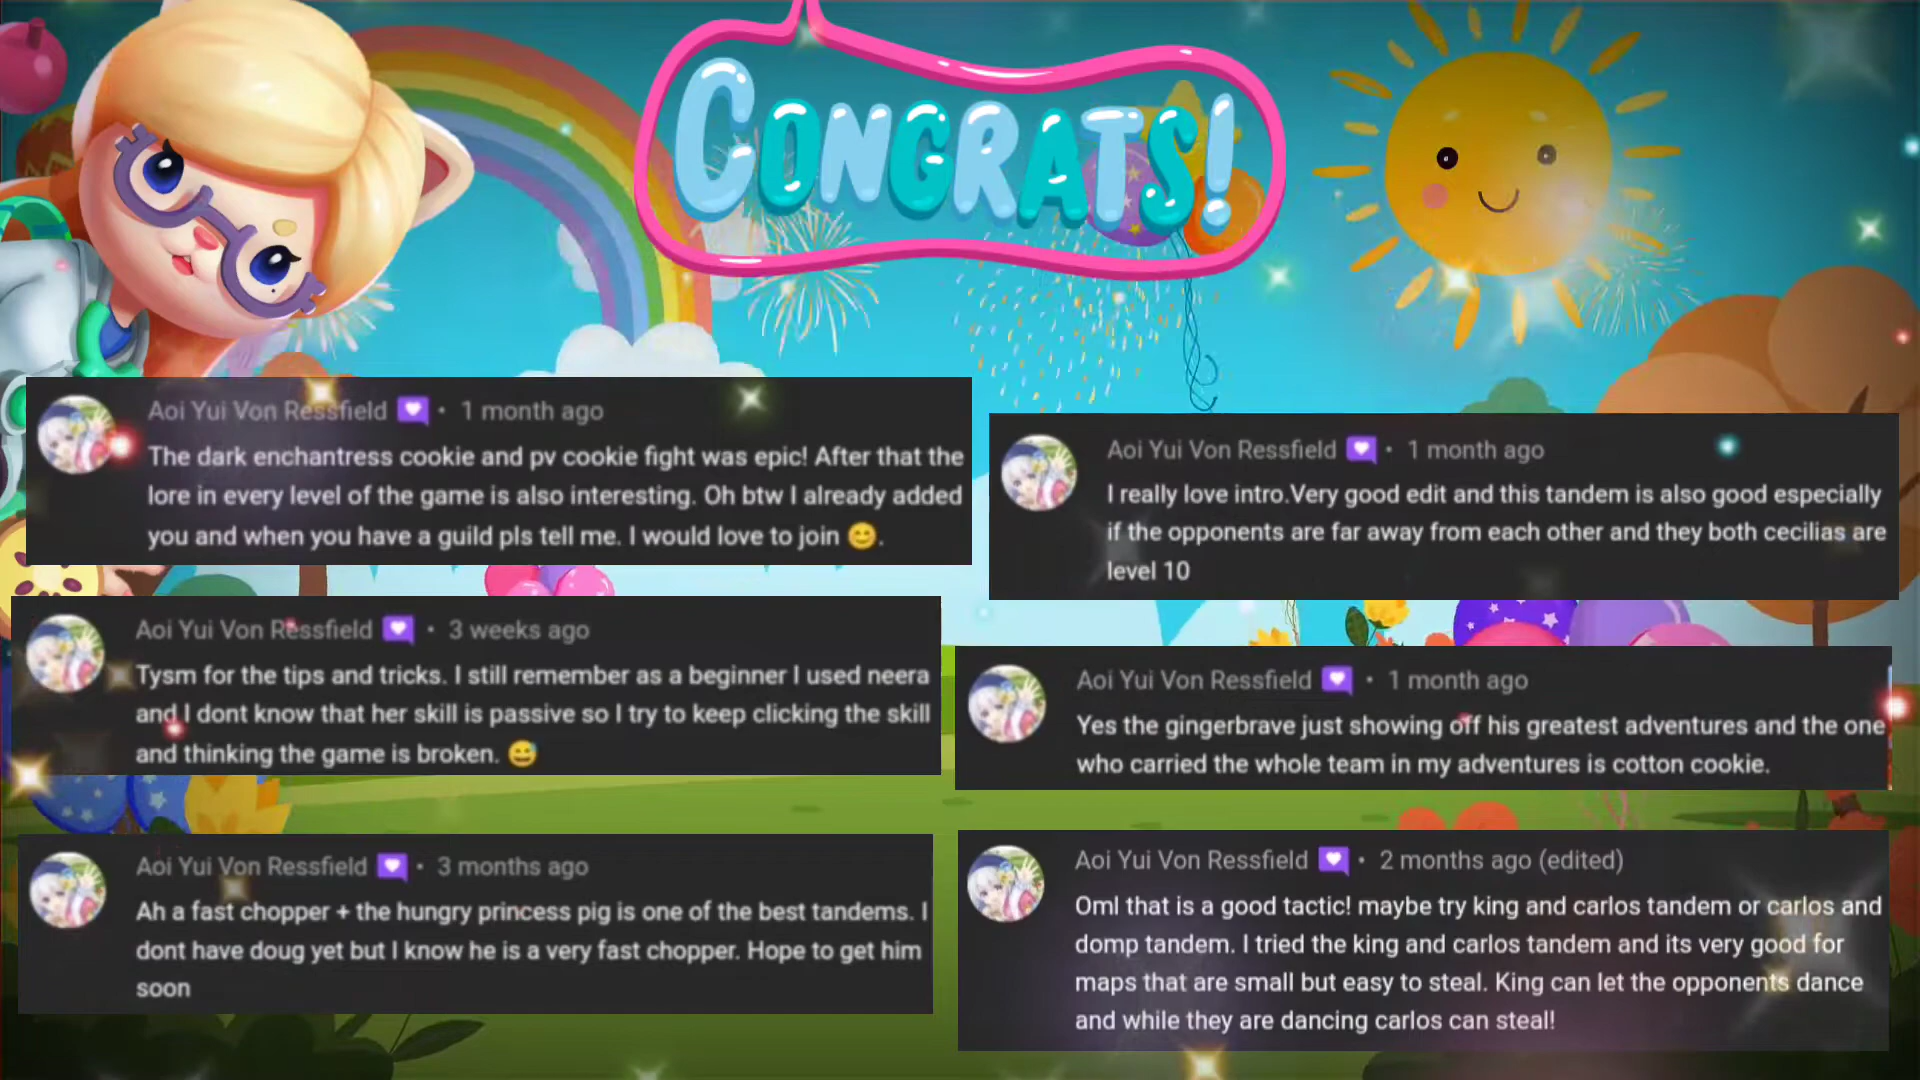 CONGRATS!
Aoi Yui Von Ressfield • 1 month ago
The dark enchantress cookie and pv cookie fight was epic! After that the
lore in every level of the game is also interesting. Oh btw I already added
you and when you have a guild pls tell me. I would love to join 😊.
Aoi Yui Von Ressfield • 1 month ago
I really love intro.Very good edit and this tandem is also good especially
if the opponents are far away from each other and they both cecilias are
level 10
Aoi Yui Von Ressfield • 3 weeks ago
Tysm for the tips and tricks. I still remember as a beginner I used neera
and I dont know that her skill is passive so I try to keep clicking the skill
and thinking the game is broken. 😅
Aoi Yui Von Ressfield • 1 month ago
Yes the gingerbrave just showing off his greatest adventures and the one
who carried the whole team in my adventures is cotton cookie.
Aoi Yui Von Ressfield • 3 months ago
Ah a fast chopper + the hungry princess pig is one of the best tandems. I
dont have doug yet but I know he is a very fast chopper. Hope to get him
soon
Aoi Yui Von Ressfield • 2 months ago (edited)
Oml that is a good tactic! maybe try king and carlos tandem or carlos and
domp tandem. I tried the king and carlos tandem and its very good for
maps that are small but easy to steal. King can let the opponents dance
and while they are dancing carlos can steal!